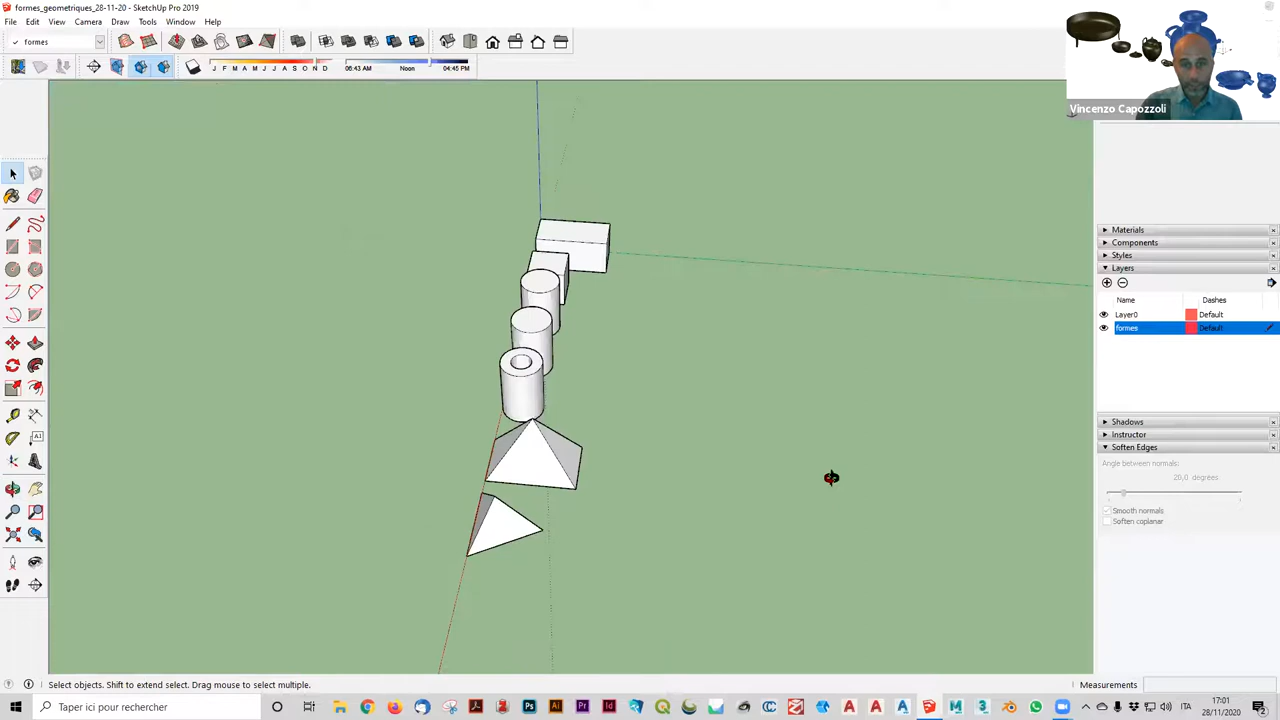 formes_geometriques_28-11-20 - SketchUp Pro 2019
File Edit View Camera Draw Tools Window Help
formes
J F M A M J J A S O N D 06:43 AM Noon 04:45 PM
Vincenzo Capozzoli
Materials
Components
Styles
Layers
Name Dashes
Layer0 Default
formes Default
Shadows
Instructor
Soften Edges
Angle between normals:
20,0 degrees
Smooth normals
Soften coplanar
Select objects. Shift to extend select. Drag mouse to select multiple.
Measurements
Taper ici pour rechercher
ITA
17:01
28/11/2020